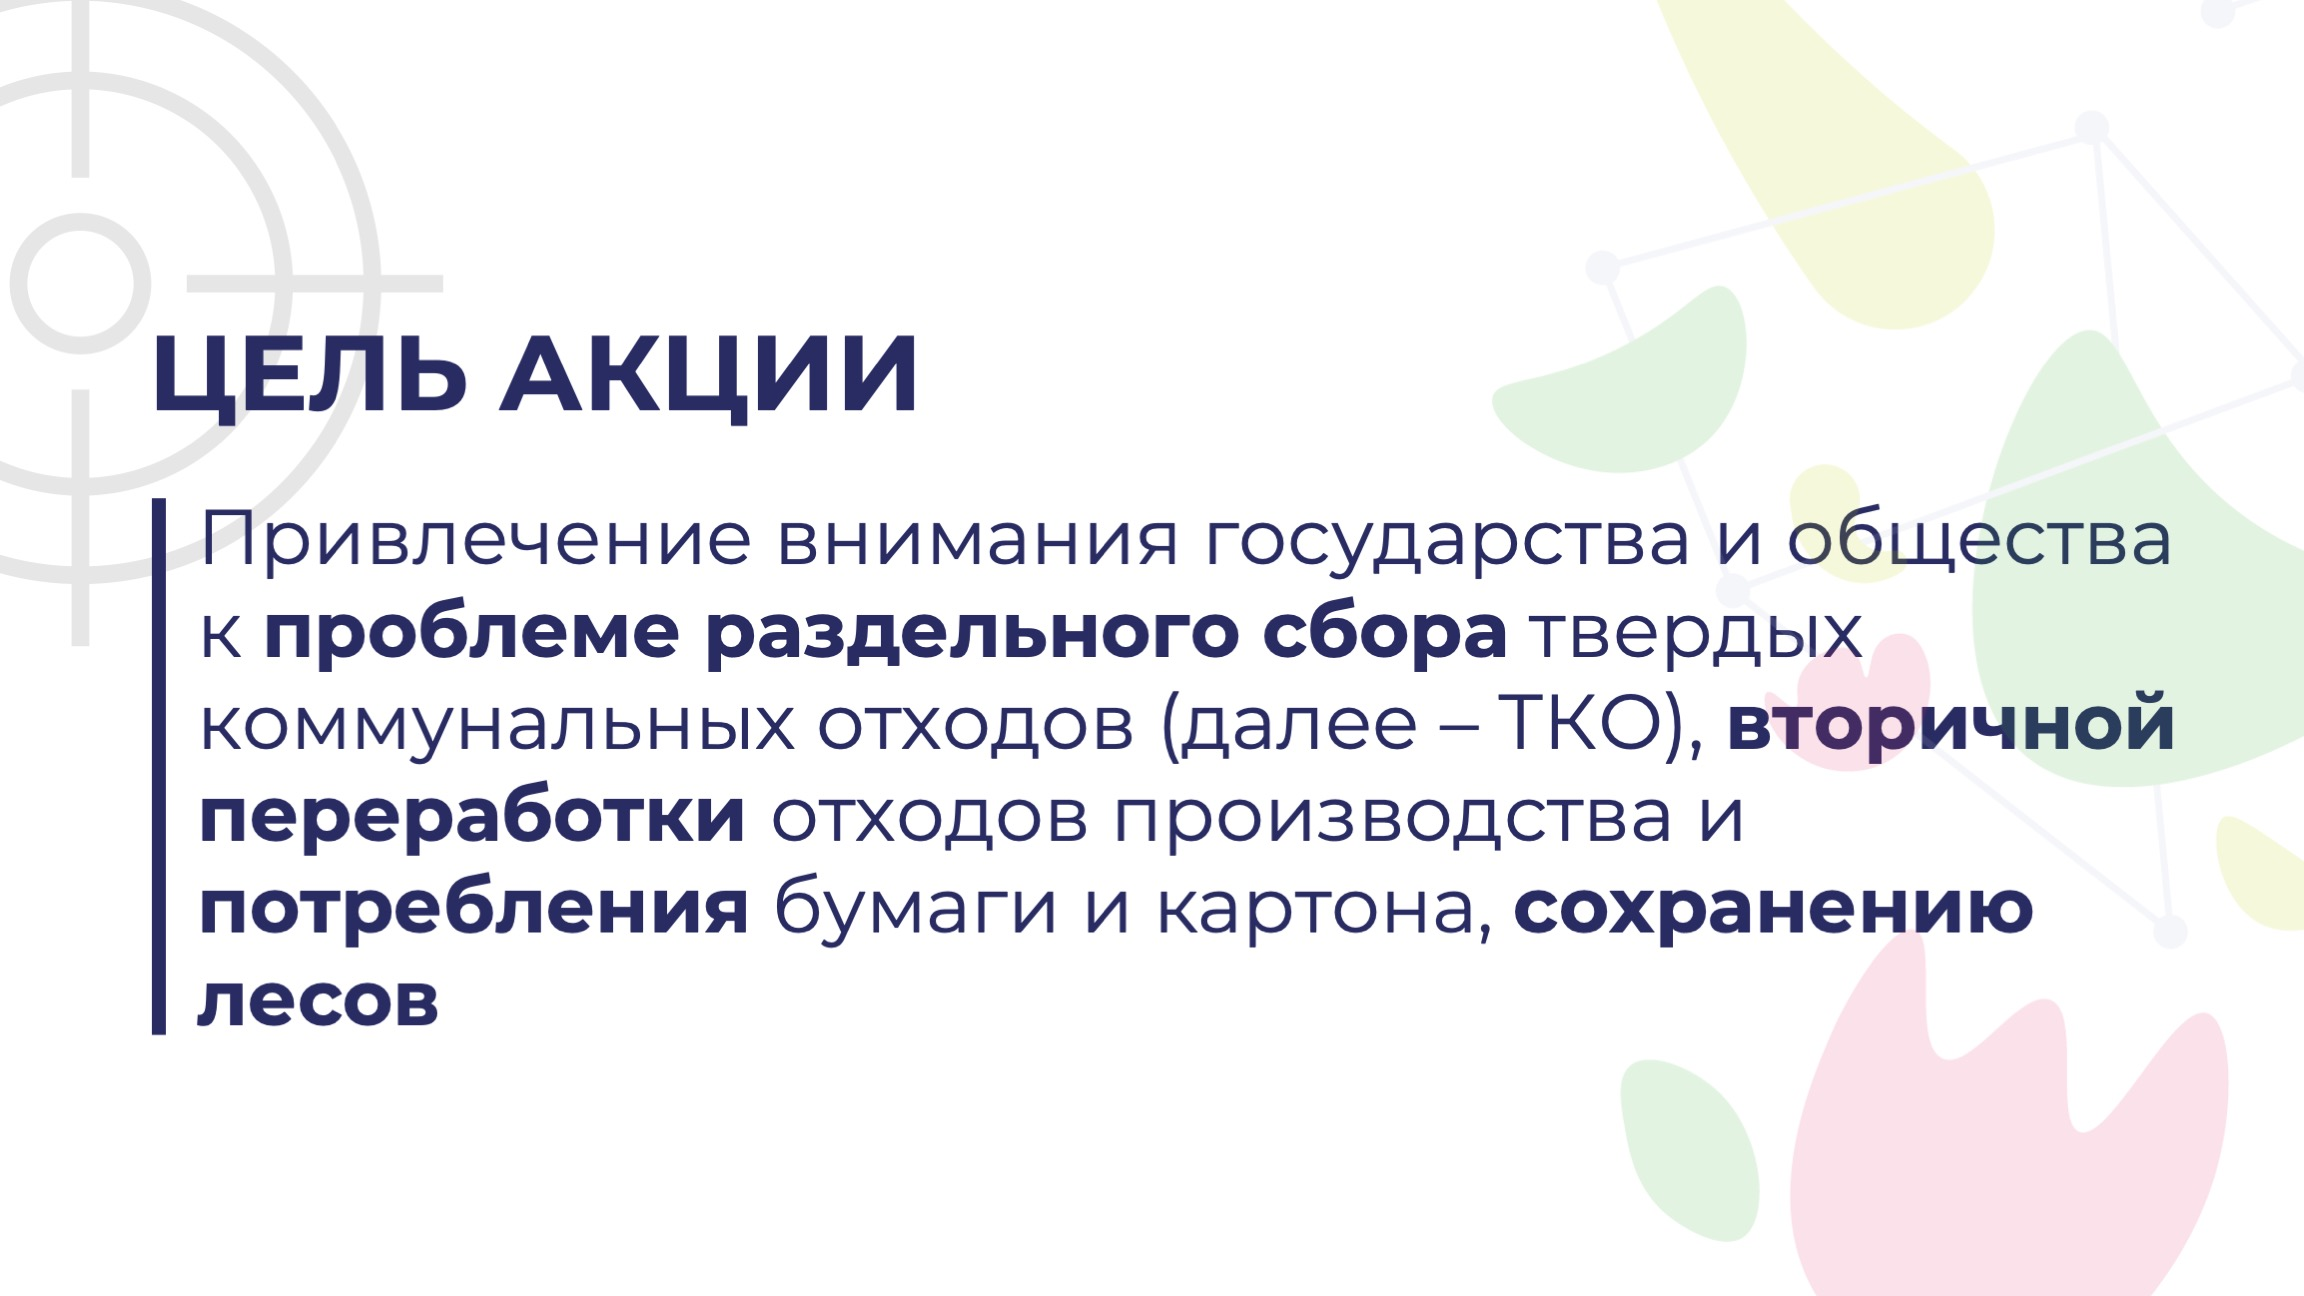 ЦЕЛЬ АКЦИИ
Привлечение внимания государства и общества
к проблеме раздельного сбора твердых
коммунальных отходов (далее – ТКО), вторичной
переработки отходов производства и
потребления бумаги и картона, сохранению
лесов